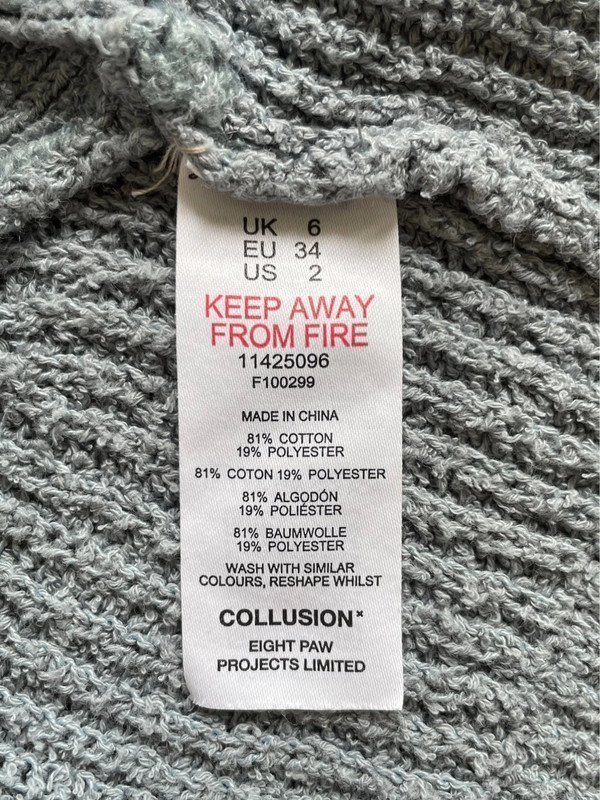 UK 6
EU 34
US 2
KEEP AWAY
FROM FIRE
11425096
F100299
MADE IN CHINA
81% COTTON
19% POLYESTER
81% COTON 19% POLYESTER
81% ALGODÓN
19% POLIÉSTER
81% BAUMWOLLE
19% POLYESTER
WASH WITH SIMILAR
COLOURS, RESHAPE WHILST
COLLUSION×
EIGHT PAW
PROJECTS LIMITED